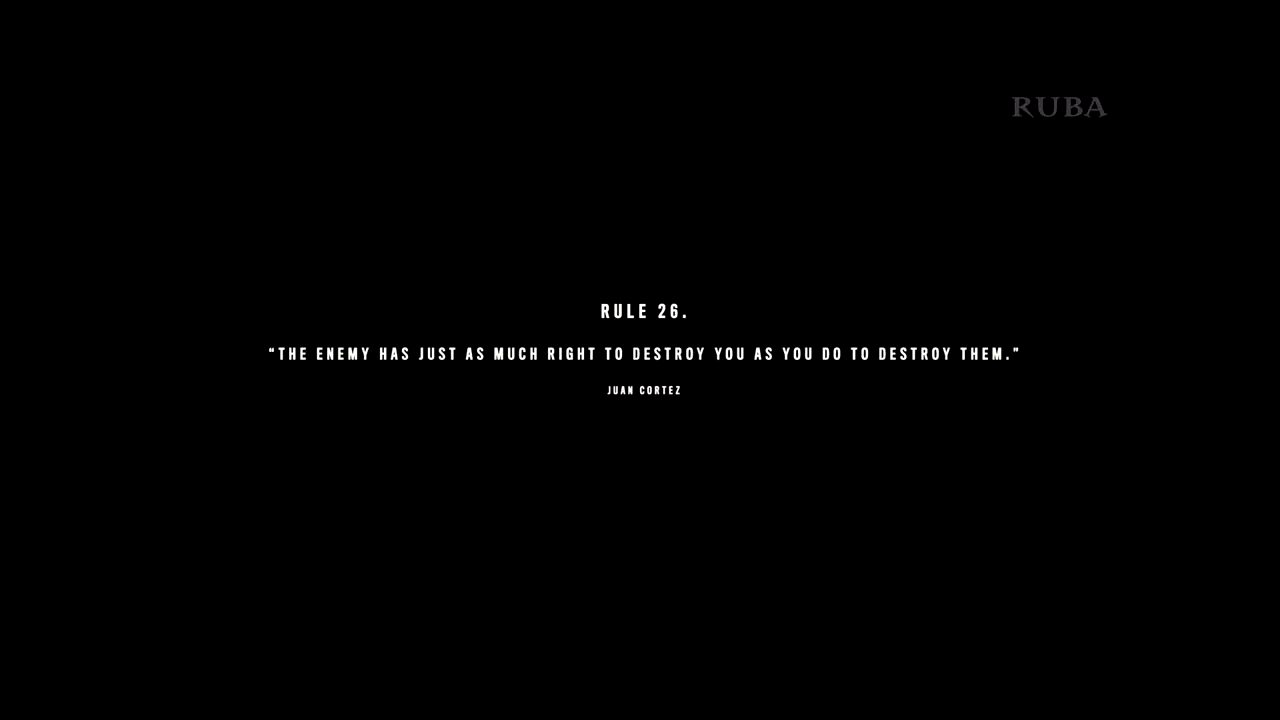 RUBA
RULE 26.
“THE ENEMY HAS JUST AS MUCH RIGHT TO DESTROY YOU AS YOU DO TO DESTROY THEM.”
JUAN CORTEZ